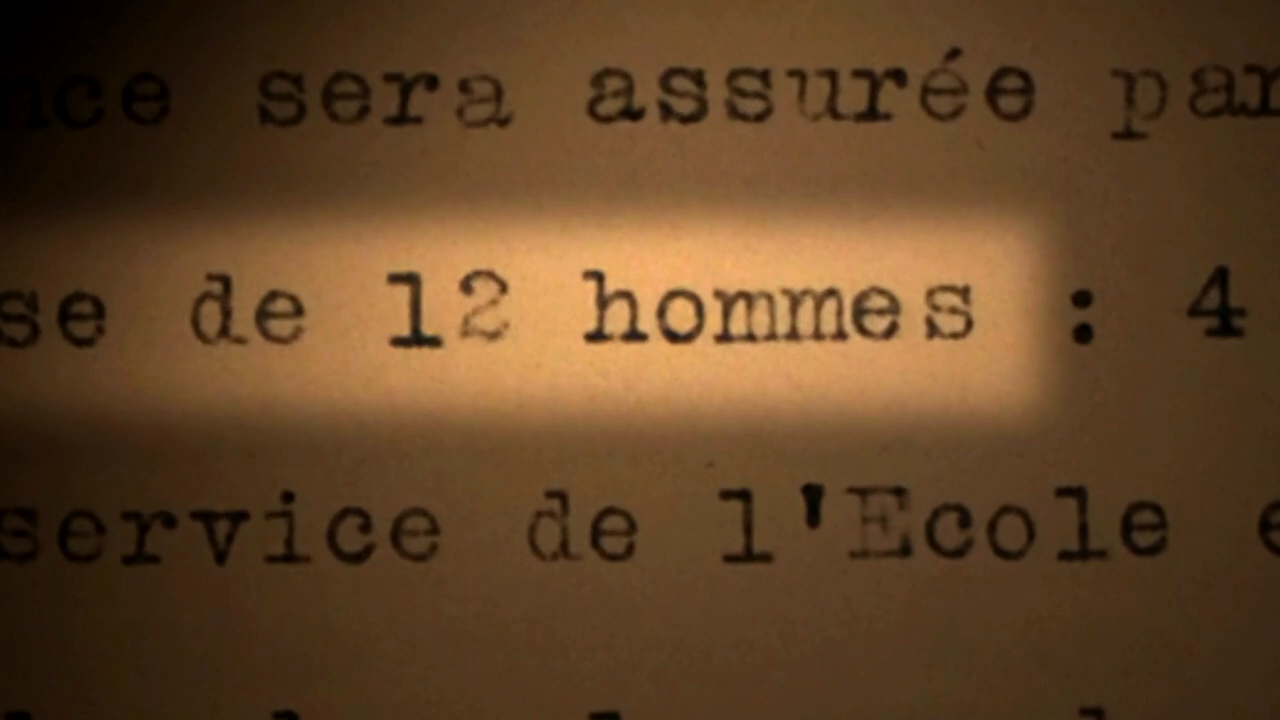 nce sera assurée par
se de 12 hommes : 4
service de l'Ecole e